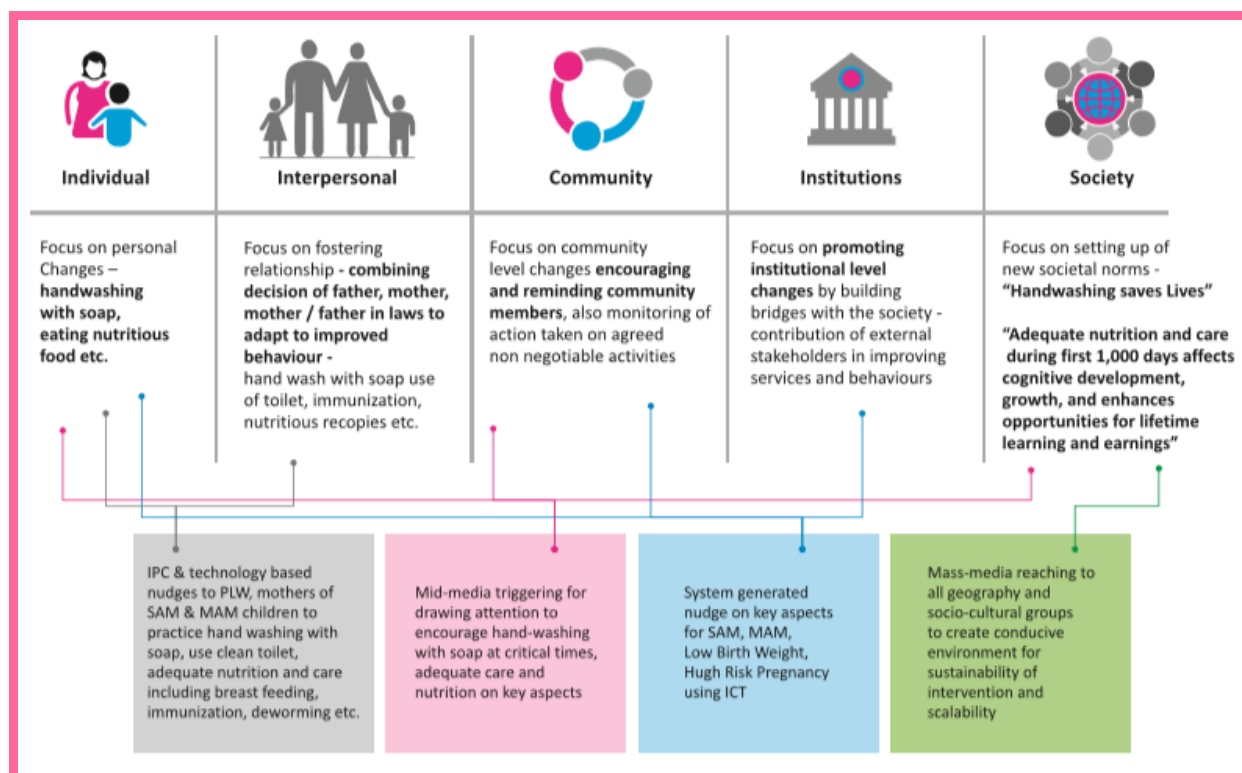 Individual
Interpersonal
Community
Institutions
Society
Focus on personal
Changes –
handwashing
with soap,
eating nutritious
food etc.
Focus on fostering
relationship - combining
decision of father, mother,
mother / father in laws to
adapt to improved
behaviour -
hand wash with soap use
of toilet, immunization,
nutritious recopies etc.
Focus on community
level changes encouraging
and reminding community
members, also monitoring of
action taken on agreed
non negotiable activities
Focus on promoting
institutional level
changes by building
bridges with the society -
contribution of external
stakeholders in improving
services and behaviours
Focus on setting up of
new societal norms -
“Handwashing saves Lives”
“Adequate nutrition and care
during first 1,000 days affects
cognitive development,
growth, and enhances
opportunities for lifetime
learning and earnings”
IPC & technology based
nudges to PLW, mothers of
SAM & MAM children to
practice hand washing with
soap, use clean toilet,
adequate nutrition and care
including breast feeding,
immunization, deworming etc.
Mid-media triggering for
drawing attention to
encourage hand-washing
with soap at critical times,
adequate care and
nutrition on key aspects
System generated
nudge on key aspects
for SAM, MAM,
Low Birth Weight,
Hugh Risk Pregnancy
using ICT
Mass-media reaching to
all geography and
socio-cultural groups
to create conducive
environment for
sustainability of
intervention and
scalability